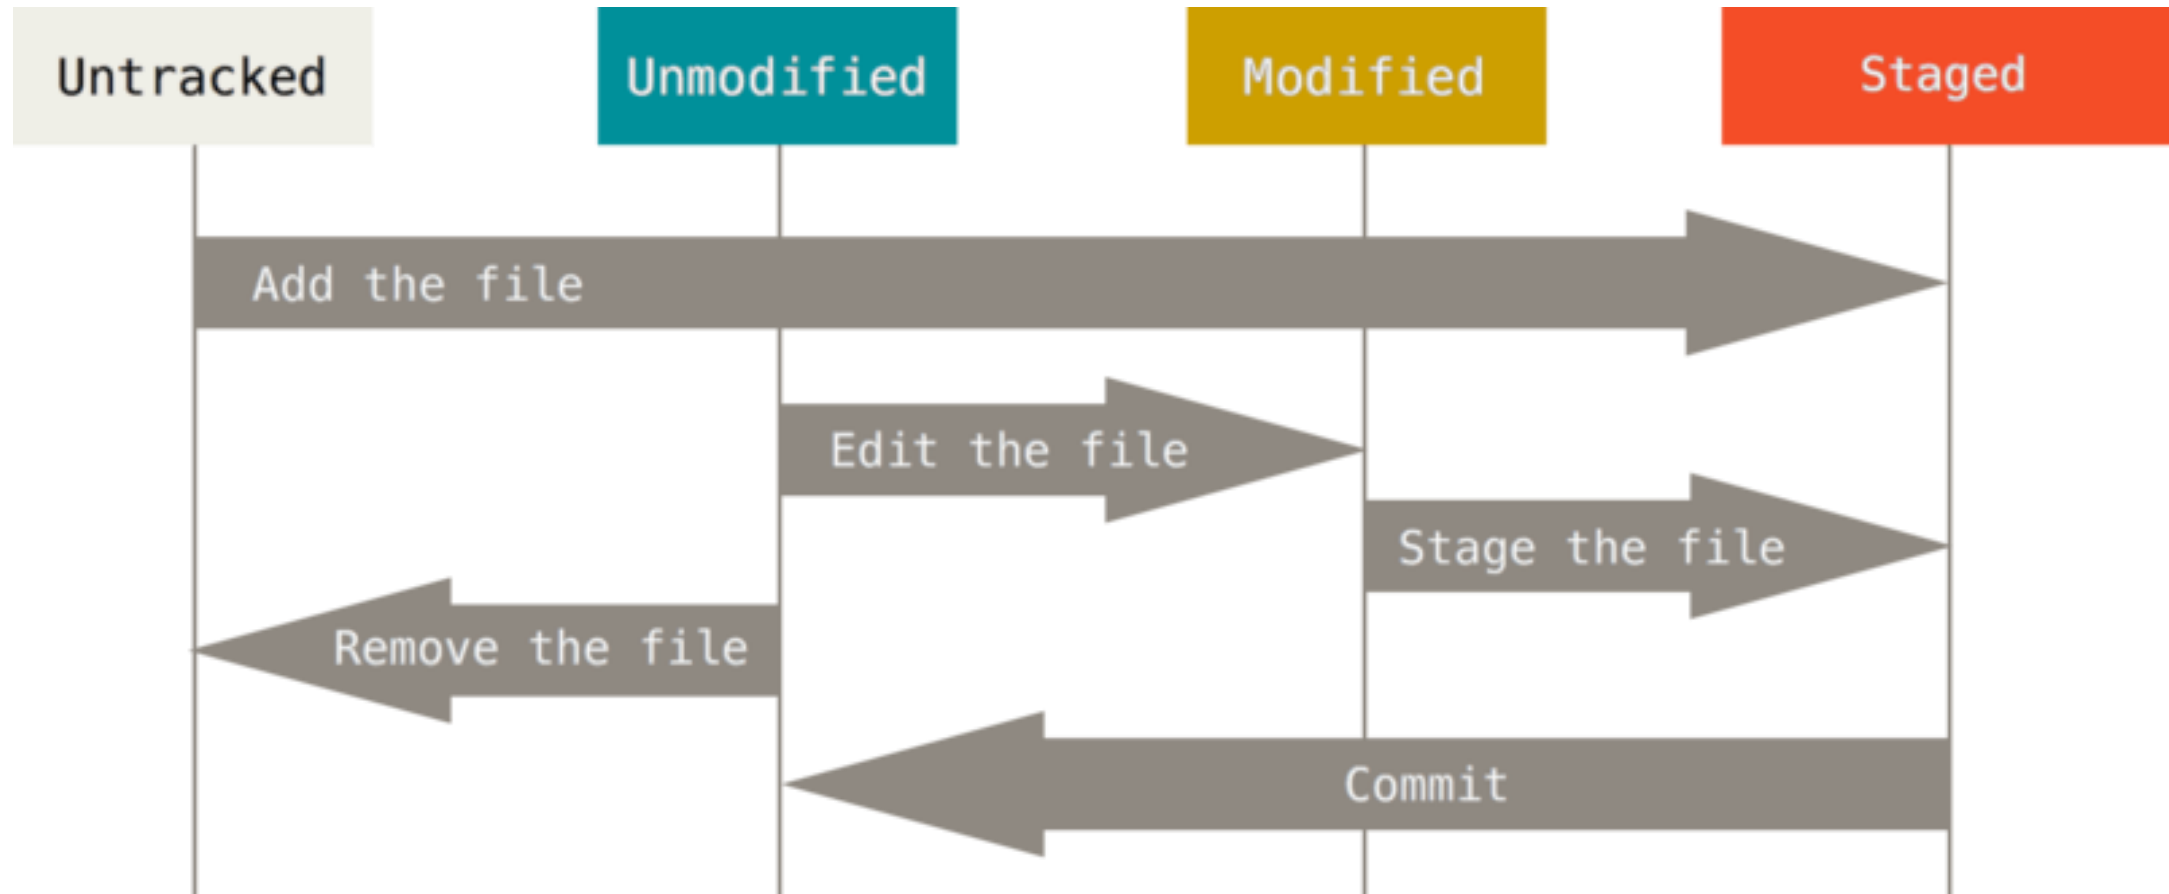 Untracked
Unmodified
Modified
Staged
Add the file
Edit the file
Stage the file
Remove the file
Commit